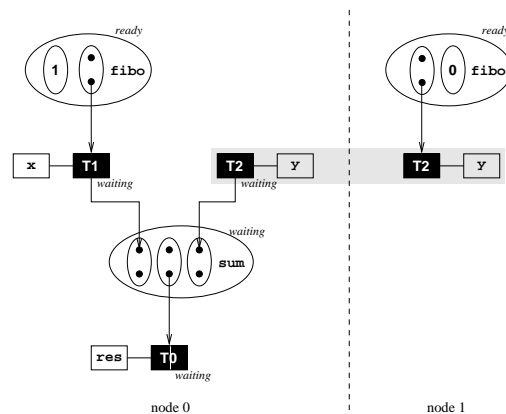 ready
ready
1 fibo
0 fibo
x T1
T2 y
T2 y
waiting
waiting
waiting
sum
res T0
waiting
node 0
node 1